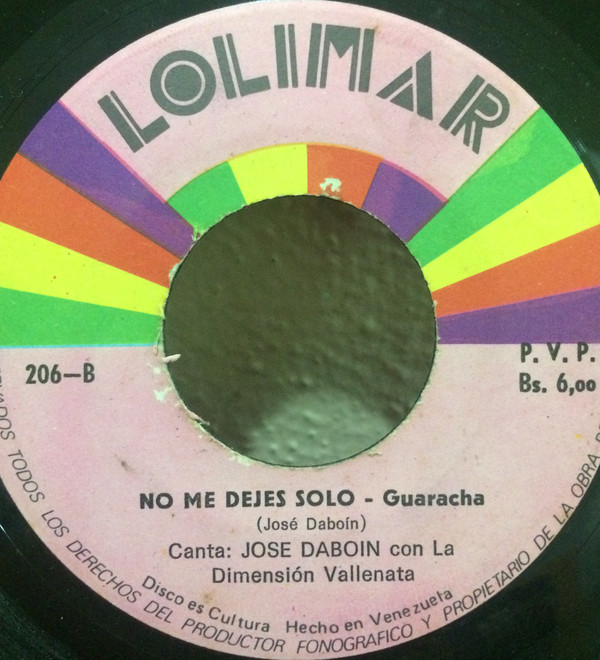 LOLIMAR
206-B
P. V. P.
Bs. 6,00
NO ME DEJES SOLO - Guaracha
(José Daboín)
Canta: JOSE DABOIN con La
Dimensión Vallenata
Disco es Cultura Hecho en Venezuela
TODOS LOS DERECHOS DEL PRODUCTOR FONOGRAFICO Y PROPIETARIO DE LA OBRA